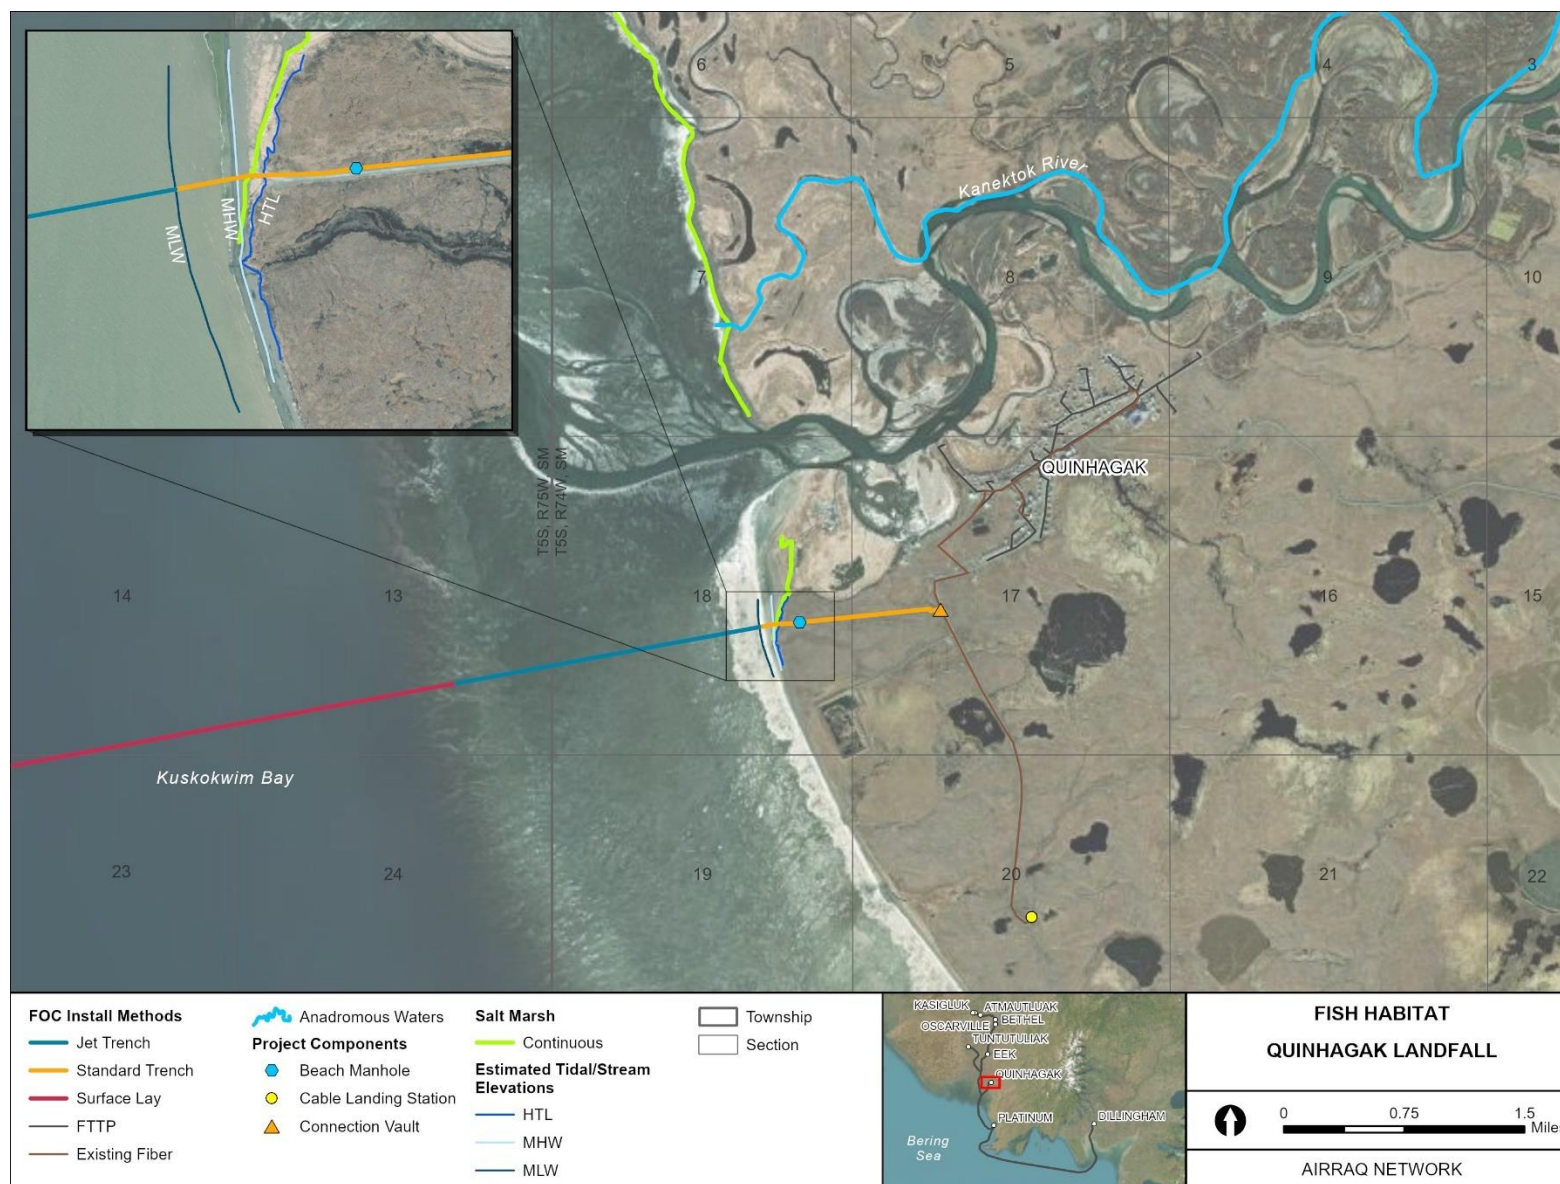 MHW
HTL
MLW
6
5
4
3
Kanektok River
7
8
9
10
QUINHAGAK
T5S, R75W, SM
T5S, R74W, SM
14
13
18
17
16
15
Kuskokwim Bay
23
24
19
20
21
22
FOC Install Methods
Jet Trench
Standard Trench
Surface Lay
FTTP
Existing Fiber
Anadromous Waters
Project Components
Beach Manhole
Cable Landing Station
Connection Vault
Salt Marsh
Continuous
Estimated Tidal/Stream
Elevations
HTL
MHW
MLW
Township
Section
KASIGLUK
ATMAUTLUAK
BETHEL
OSCARVILLE
TUNTUTULIAK
EEK
QUINHAGAK
PLATINUM
DILLINGHAM
Bering
Sea
FISH HABITAT
QUINHAGAK LANDFALL
0 0.75 1.5
Miles
AIRRAQ NETWORK